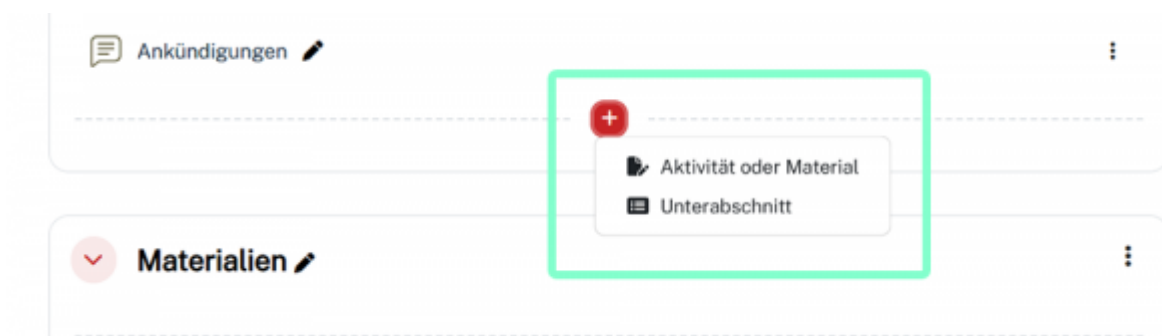 Ankündigungen
+
Aktivität oder Material
Unterabschnitt
Materialien